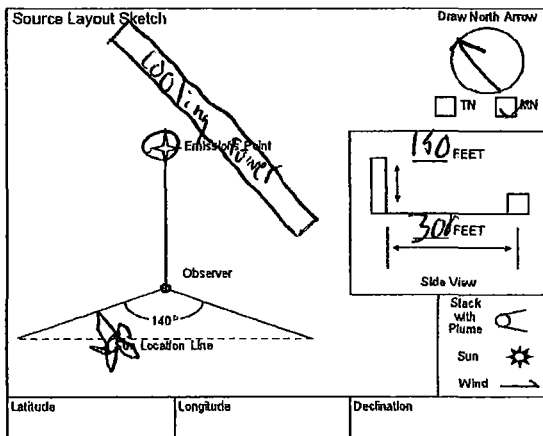 Source Layout Sketch
Draw North Arrow
TN
MN
Cooling Tower
Emissions Point
150 FEET
300 FEET
Side View
Observer
140°
Location Line
Stack with Plume
Sun
Wind
Latitude
Longitude
Declination